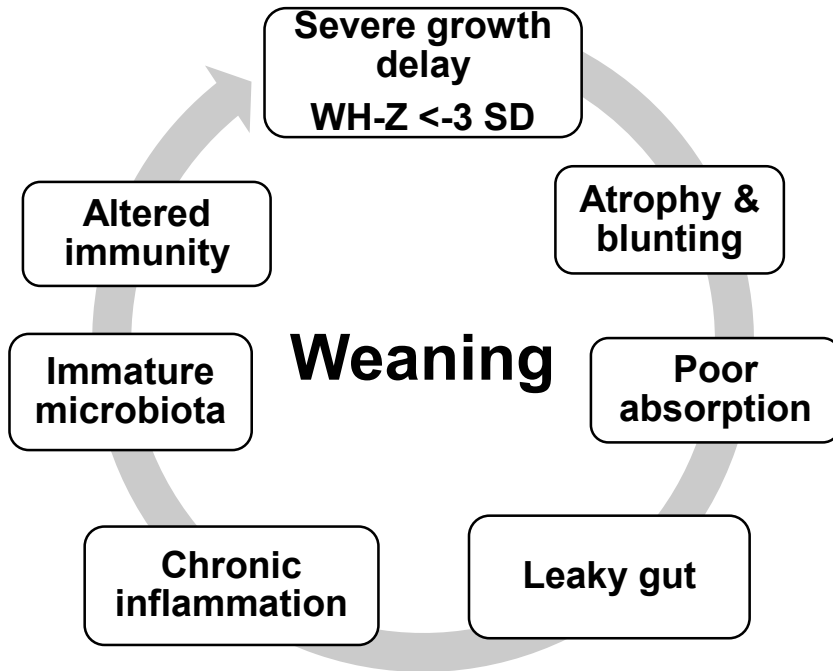 Severe growth
delay
WH-Z <-3 SD
Atrophy &
blunting
Poor
absorption
Leaky gut
Chronic
inflammation
Immature
microbiota
Altered
immunity
Weaning